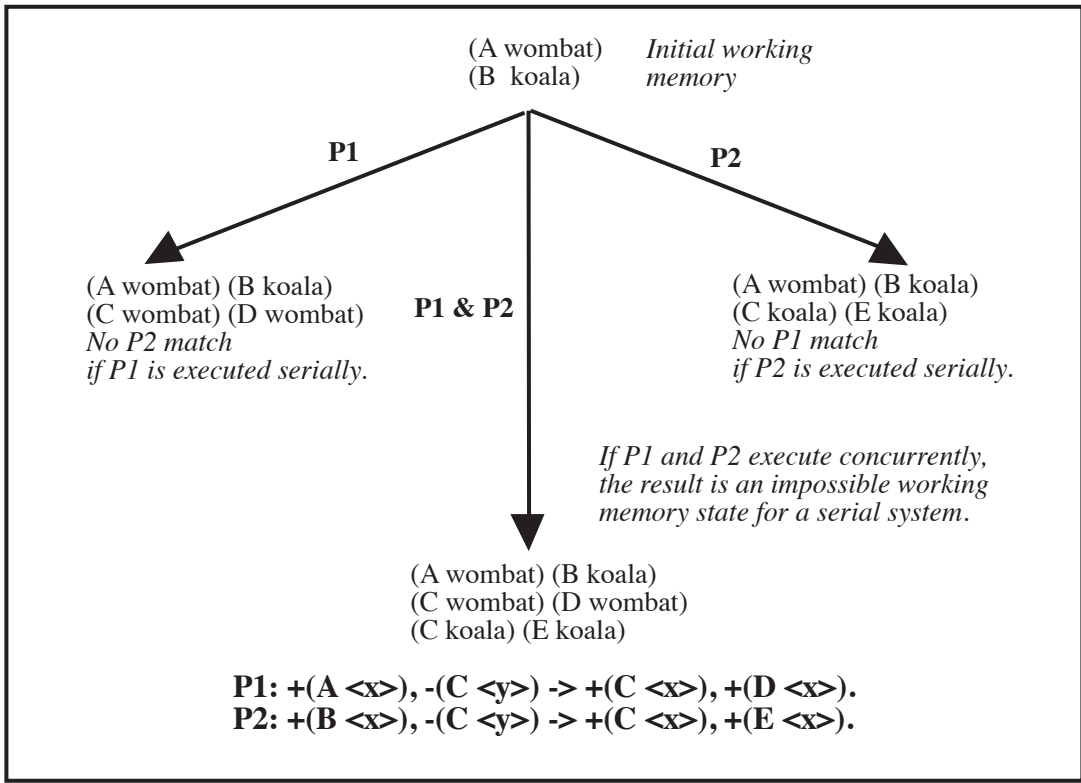 (A wombat) Initial working
(B koala) memory
P1
P2
(A wombat) (B koala)
(C wombat) (D wombat)
No P2 match
if P1 is executed serially.
P1 & P2
(A wombat) (B koala)
(C koala) (E koala)
No P1 match
if P2 is executed serially.
If P1 and P2 execute concurrently,
the result is an impossible working
memory state for a serial system.
(A wombat) (B koala)
(C wombat) (D wombat)
(C koala) (E koala)
P1: +(A <x>), -(C <y>) -> +(C <x>), +(D <x>).
P2: +(B <x>), -(C <y>) -> +(C <x>), +(E <x>).